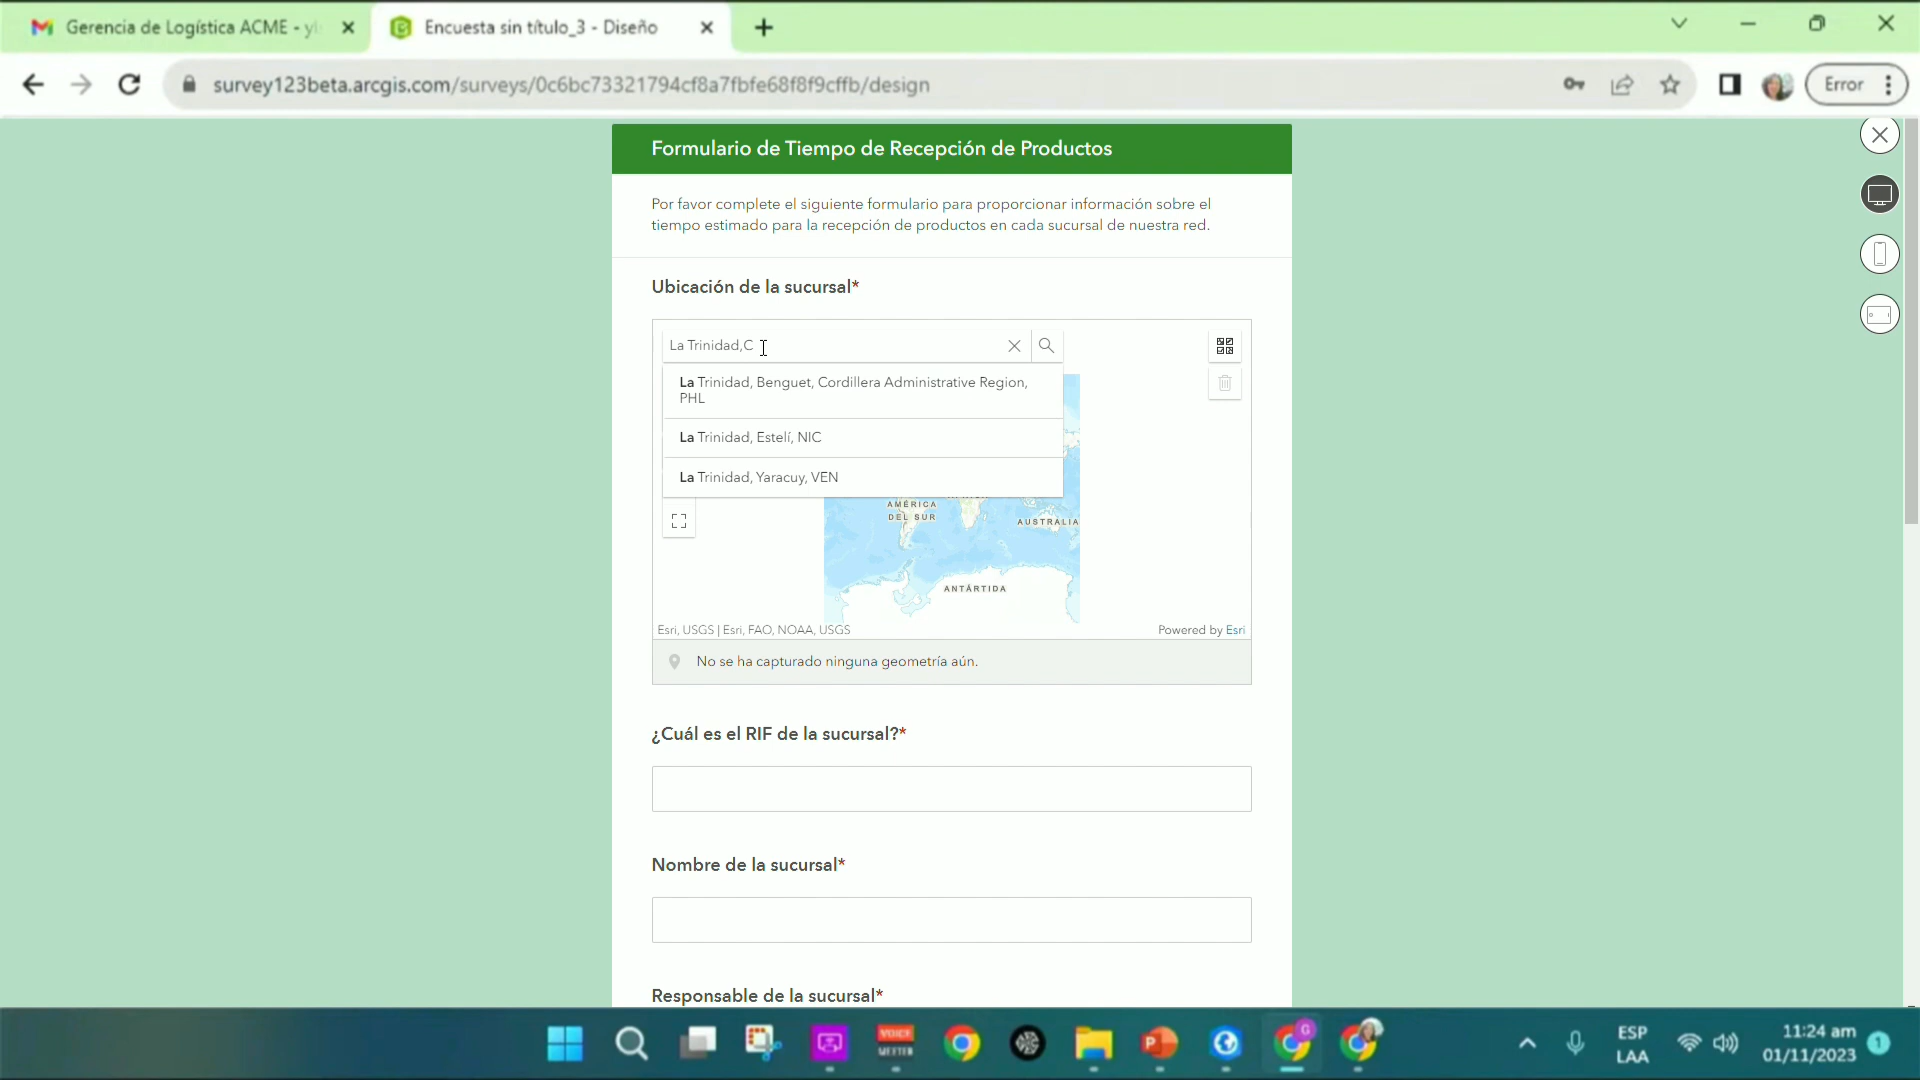 Gerencia de Logística ACME - yi
Encuesta sin título_3 - Diseño
survey123beta.arcgis.com/surveys/0c6bc73321794cf8a7fbfe68f8f9cffb/design
Error
Formulario de Tiempo de Recepción de Productos
Por favor complete el siguiente formulario para proporcionar información sobre el
tiempo estimado para la recepción de productos en cada sucursal de nuestra red.
Ubicación de la sucursal*
La Trinidad,C
La Trinidad, Benguet, Cordillera Administrative Region,
PHL
La Trinidad, Estelí, NIC
La Trinidad, Yaracuy, VEN
AMÉRICA
DEL SUR
AUSTRALIA
ANTÁRTIDA
Esri, USGS | Esri, FAO, NOAA, USGS
Powered by Esri
No se ha capturado ninguna geometría aún.
¿Cuál es el RIF de la sucursal?*
Nombre de la sucursal*
Responsable de la sucursal*
VOICE
MEETER
P
G
ESP
LAA
11:24 am
01/11/2023
1